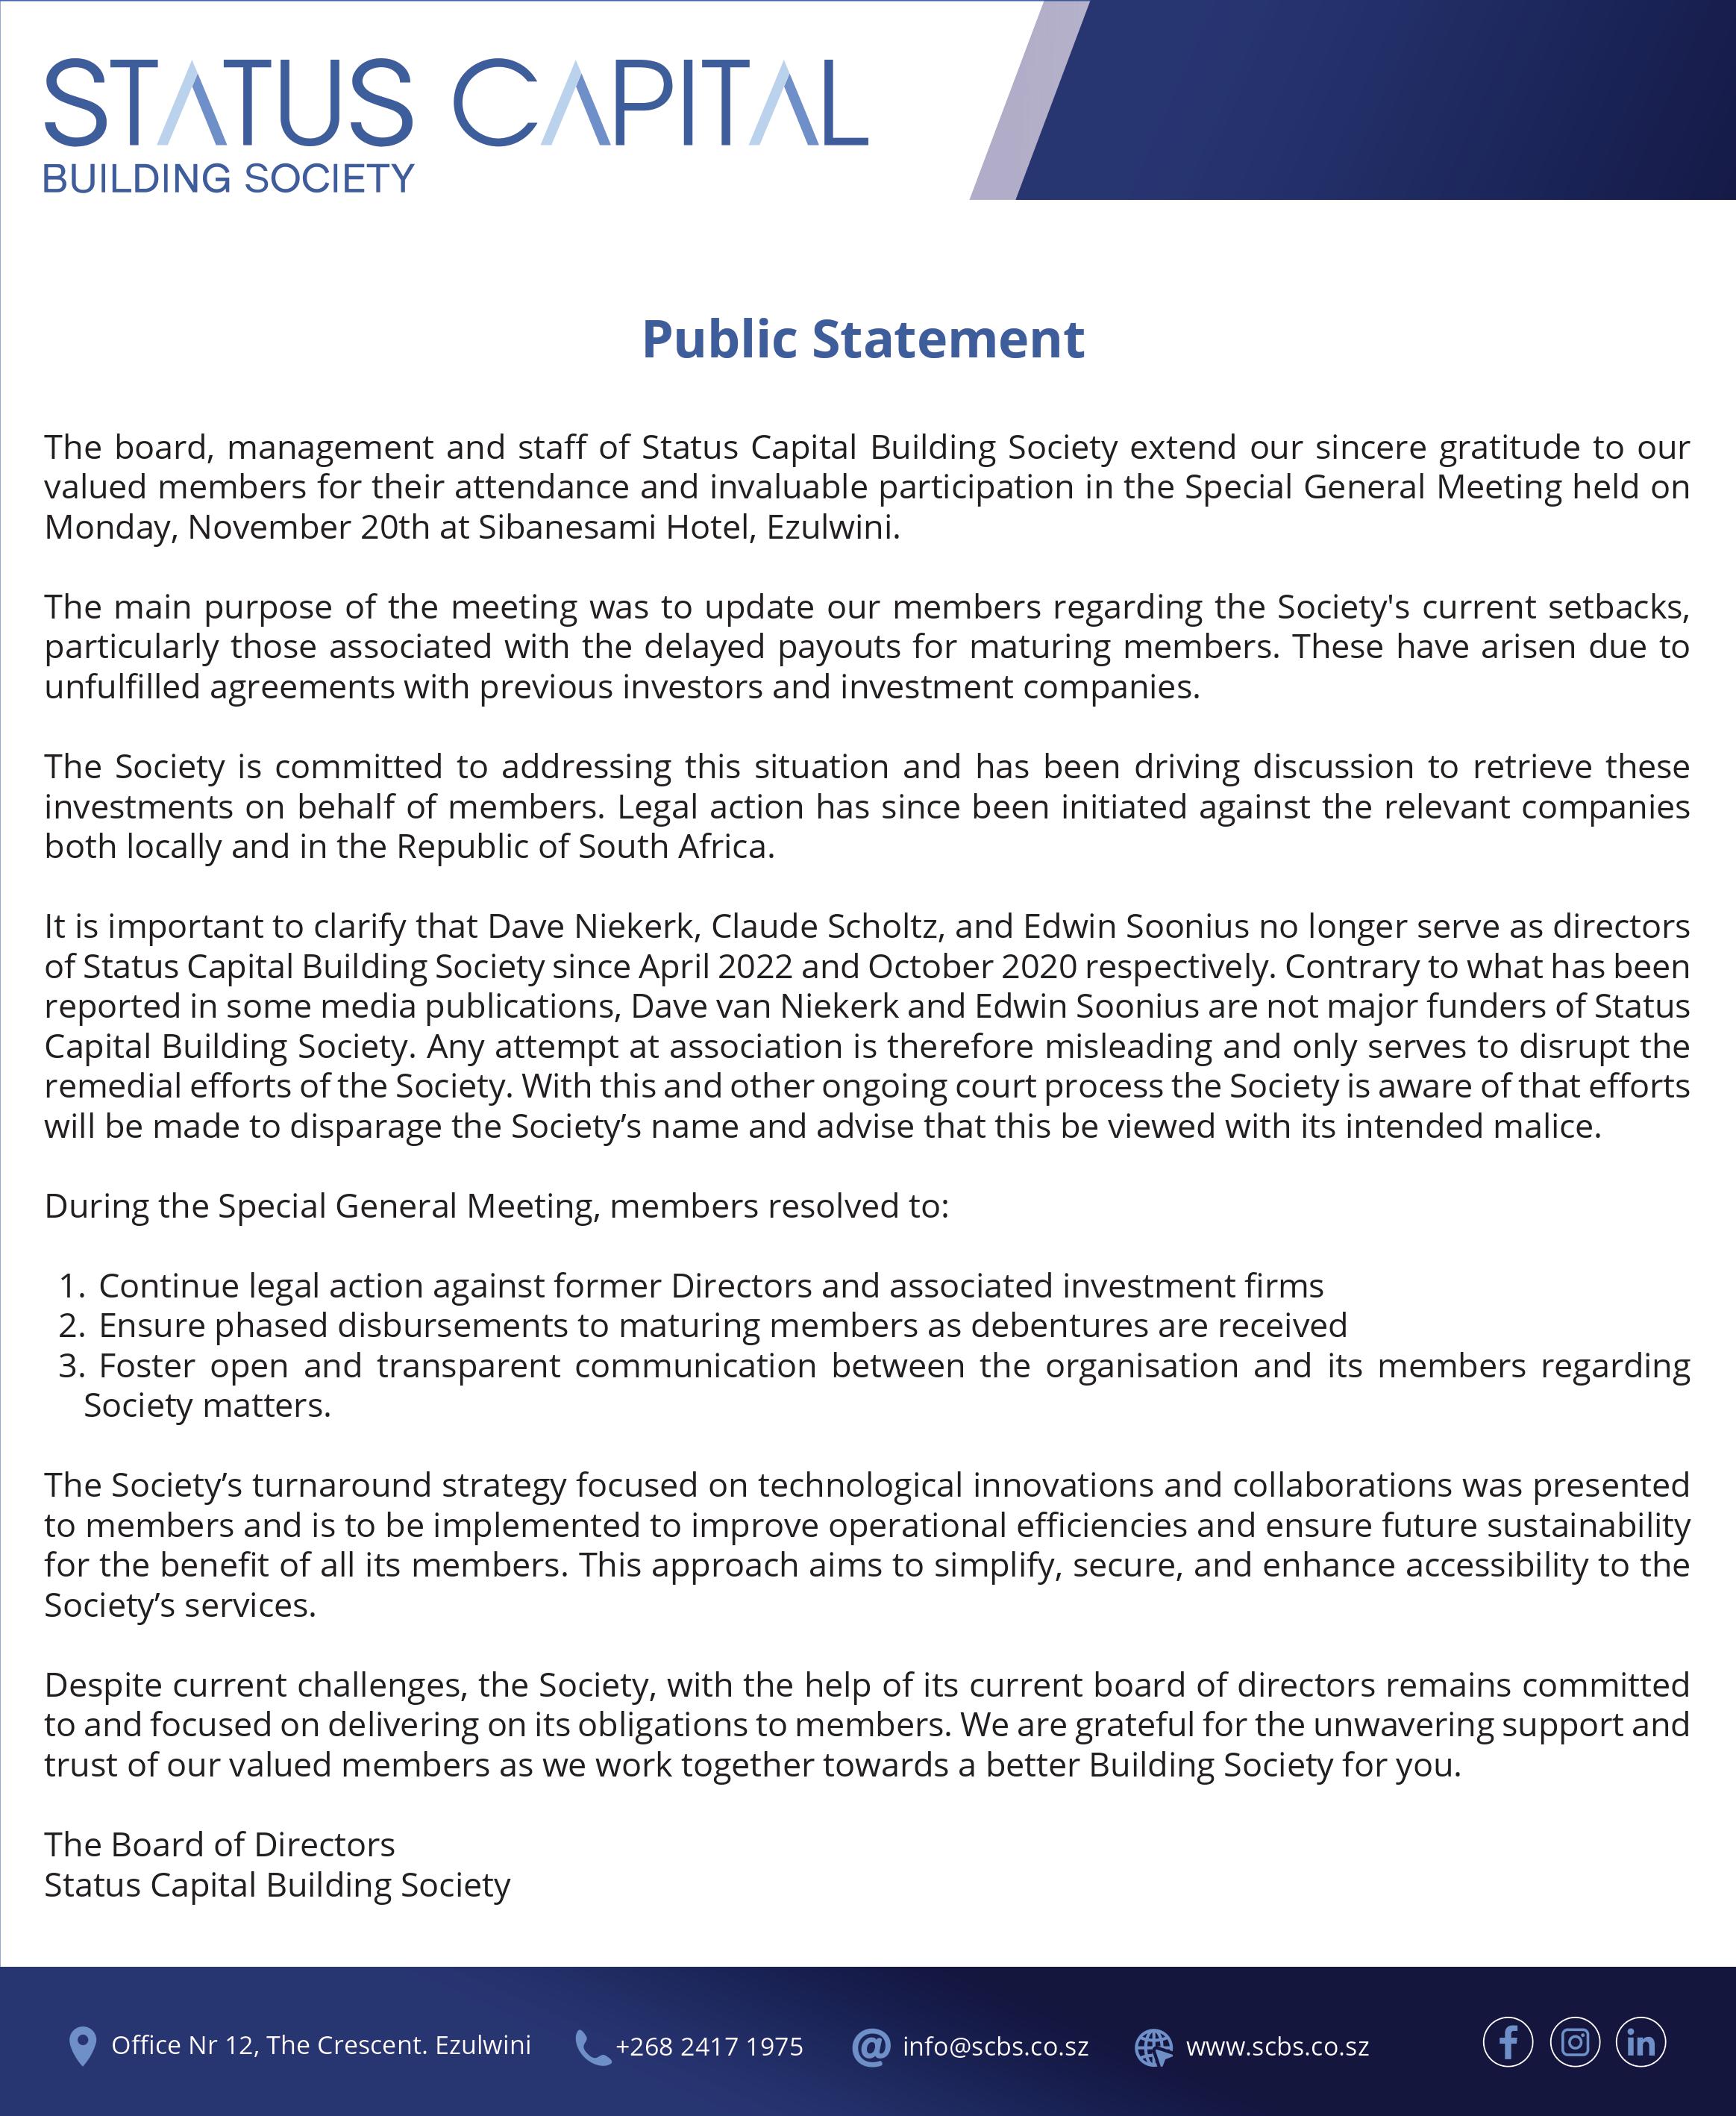 STATUS CAPITAL
BUILDING SOCIETY
Public Statement
The board, management and staff of Status Capital Building Society extend our sincere gratitude to our
valued members for their attendance and invaluable participation in the Special General Meeting held on
Monday, November 20th at Sibanesami Hotel, Ezulwini.
The main purpose of the meeting was to update our members regarding the Society's current setbacks,
particularly those associated with the delayed payouts for maturing members. These have arisen due to
unfulfilled agreements with previous investors and investment companies.
The Society is committed to addressing this situation and has been driving discussion to retrieve these
investments on behalf of members. Legal action has since been initiated against the relevant companies
both locally and in the Republic of South Africa.
It is important to clarify that Dave Niekerk, Claude Scholtz, and Edwin Soonius no longer serve as directors
of Status Capital Building Society since April 2022 and October 2020 respectively. Contrary to what has been
reported in some media publications, Dave van Niekerk and Edwin Soonius are not major funders of Status
Capital Building Society. Any attempt at association is therefore misleading and only serves to disrupt the
remedial efforts of the Society. With this and other ongoing court process the Society is aware of that efforts
will be made to disparage the Society’s name and advise that this be viewed with its intended malice.
During the Special General Meeting, members resolved to:
1. Continue legal action against former Directors and associated investment firms
2. Ensure phased disbursements to maturing members as debentures are received
3. Foster open and transparent communication between the organisation and its members regarding
Society matters.
The Society’s turnaround strategy focused on technological innovations and collaborations was presented
to members and is to be implemented to improve operational efficiencies and ensure future sustainability
for the benefit of all its members. This approach aims to simplify, secure, and enhance accessibility to the
Society’s services.
Despite current challenges, the Society, with the help of its current board of directors remains committed
to and focused on delivering on its obligations to members. We are grateful for the unwavering support and
trust of our valued members as we work together towards a better Building Society for you.
The Board of Directors
Status Capital Building Society
Office Nr 12, The Crescent. Ezulwini +268 2417 1975 info@scbs.co.sz www.scbs.co.sz